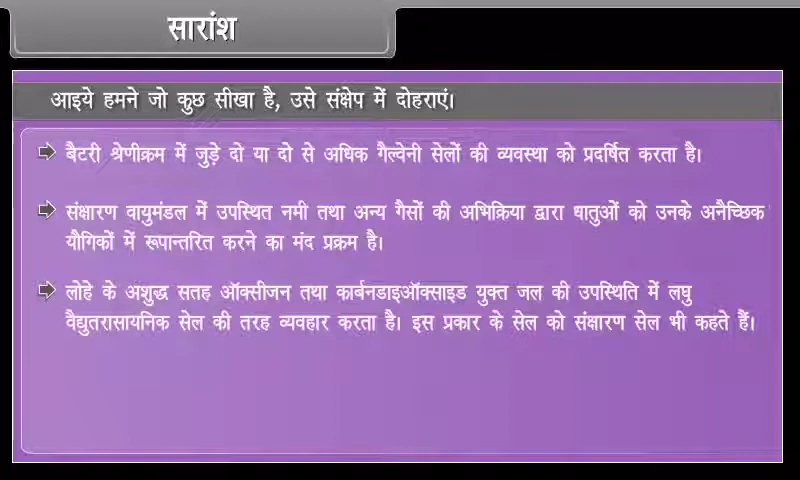 सारांश
आइये हमने जो कुछ सीखा है, उसे संक्षेप में दोहराएं।
बैटरी श्रेणीक्रम में जुड़े दो या दो से अधिक गैल्वेनी सेलों की व्यवस्था को प्रदर्षित करता है।
संक्षारण वायुमंडल में उपस्थित नमी तथा अन्य गैसों की अभिक्रिया द्वारा धातुओं को उनके अनैच्छिक
यौगिकों में रूपान्तरित करने का मंद प्रक्रम है।
लोहे के अशुद्ध सतह ऑक्सीजन तथा कार्बनडाइऑक्साइड युक्त जल की उपस्थिति में लघु
वैद्युतरासायनिक सेल की तरह व्यवहार करता है। इस प्रकार के सेल को संक्षारण सेल भी कहते हैं।